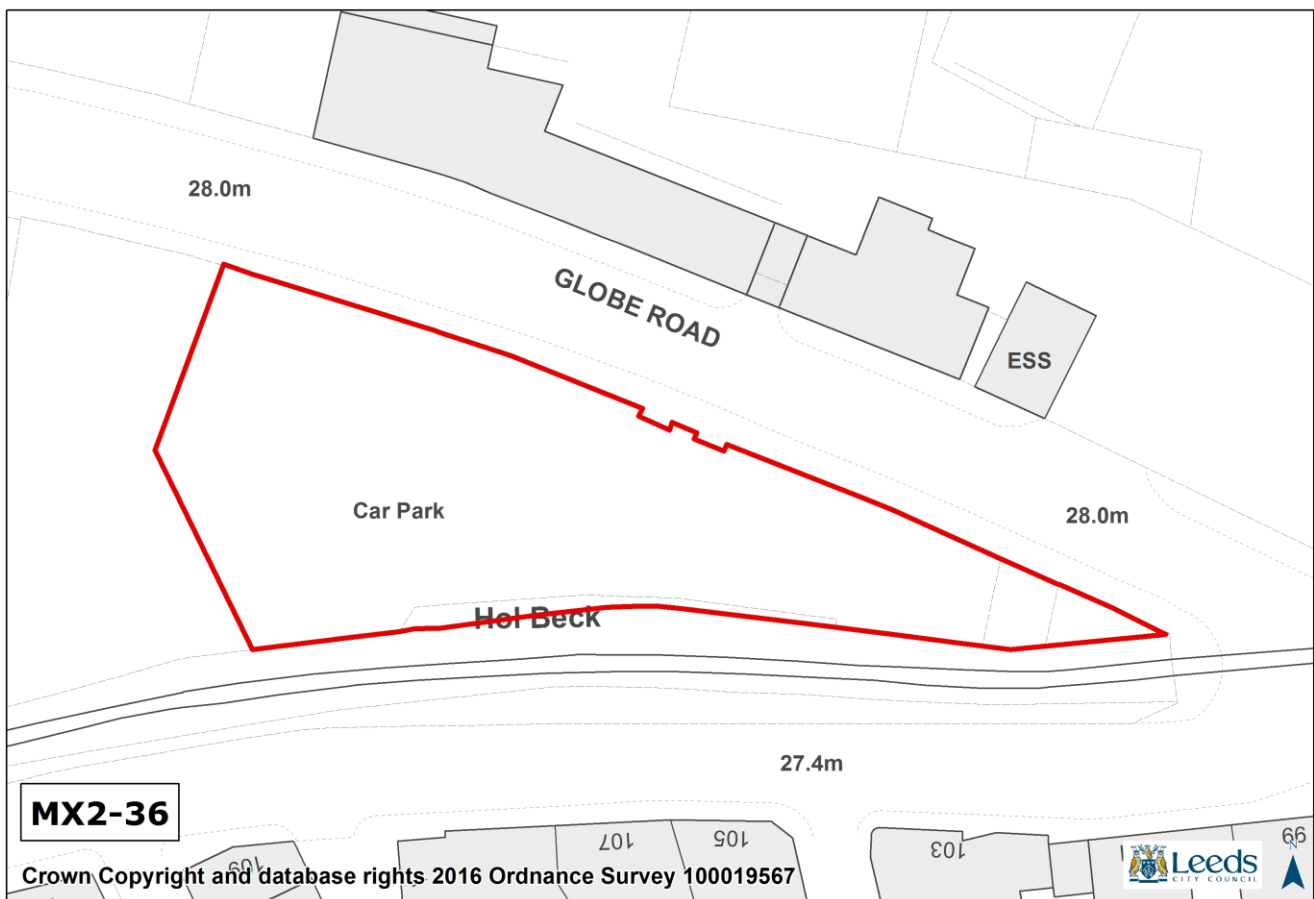 28.0m
GLOBE ROAD
ESS
Car Park
28.0m
Hol Beck
27.4m
MX2-36
109
107
105
103
99
N
Leeds
CITY COUNCIL
Crown Copyright and database rights 2016 Ordnance Survey 100019567